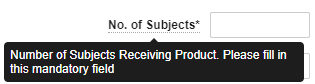 No. of Subjects*
Number of Subjects Receiving Product. Please fill in
this mandatory field